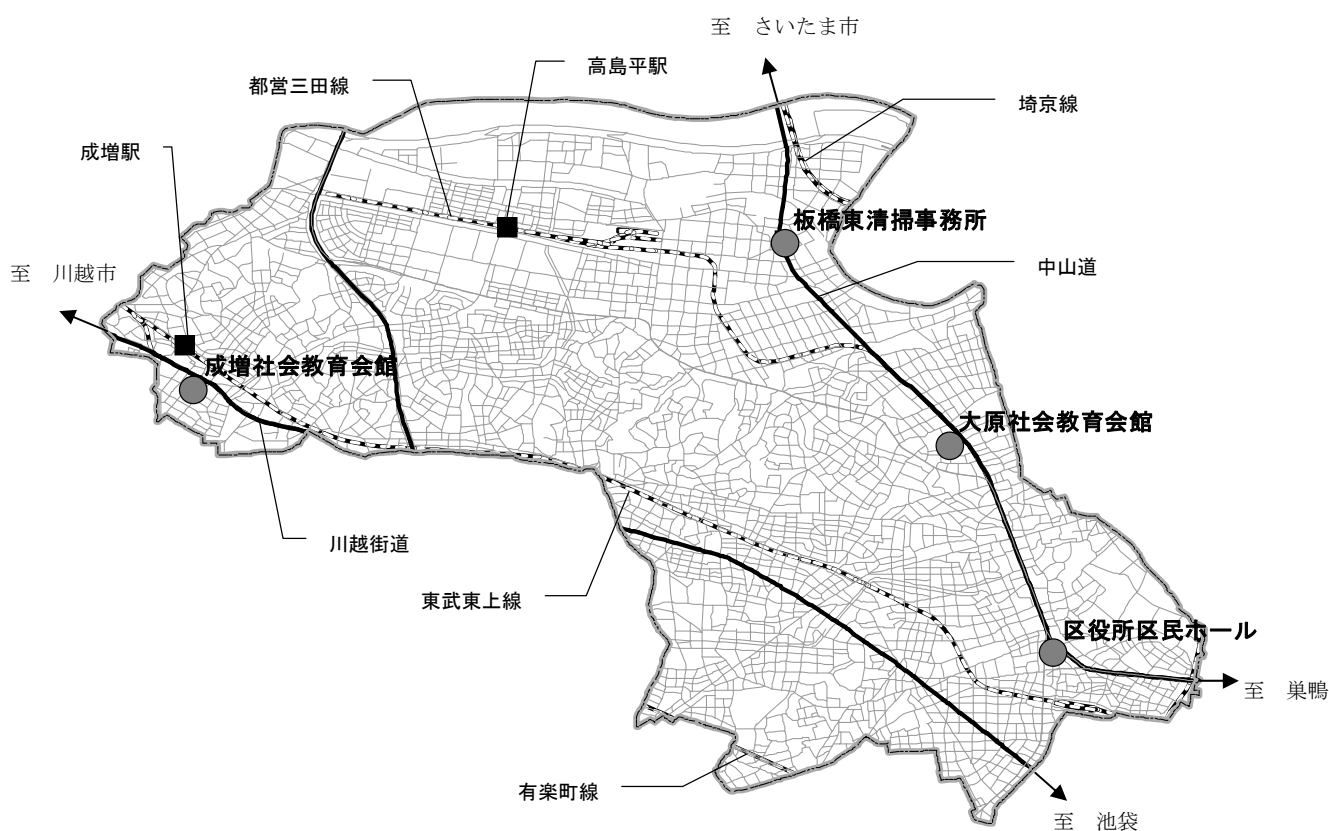 至　さいたま市
高島平駅
都営三田線
埼京線
成増駅
板橋東清掃事務所
至　川越市
中山道
成増社会教育会館
大原社会教育会館
川越街道
東武東上線
区役所区民ホール
至　巣鴨
有楽町線
至　池袋